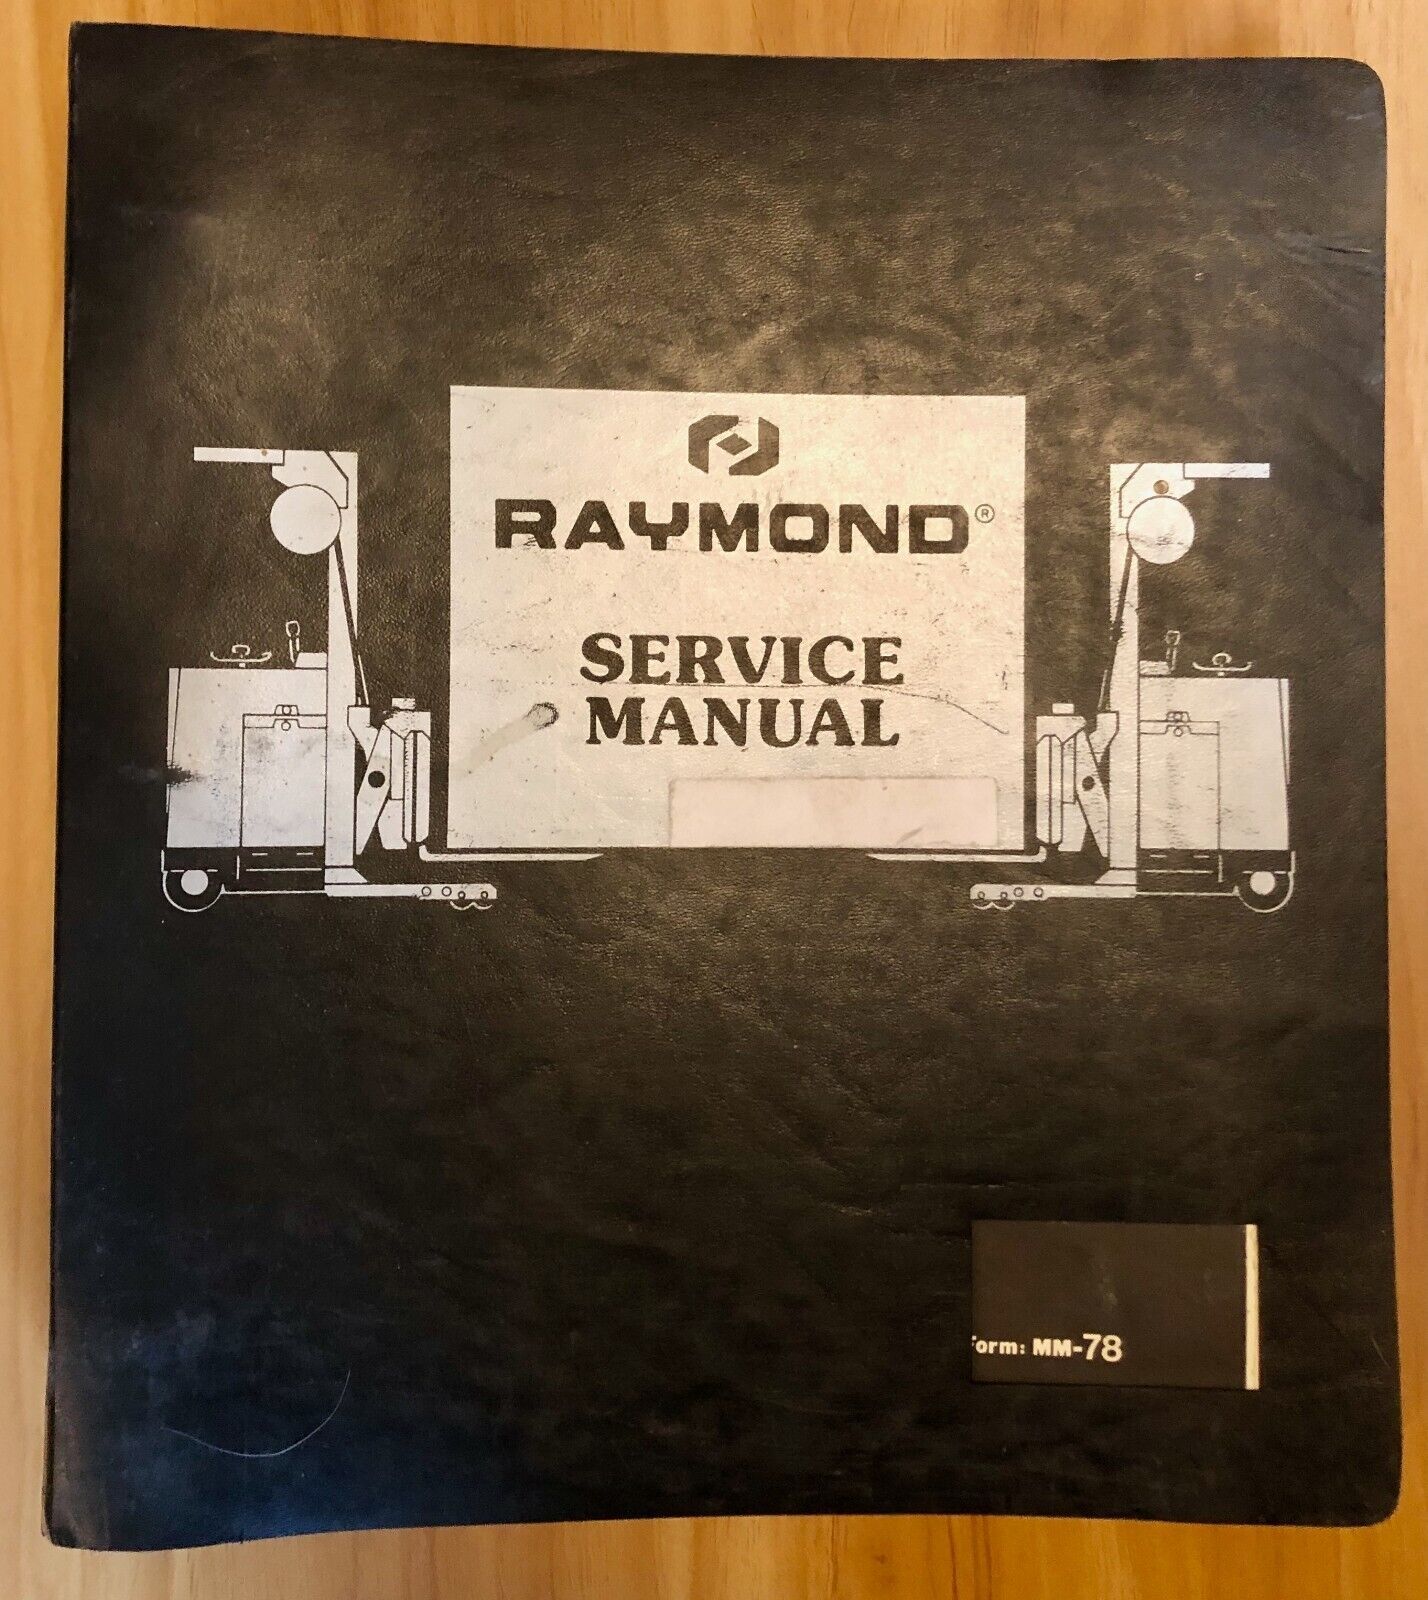 RAYMOND®
SERVICE
MANUAL
Form: MM-78